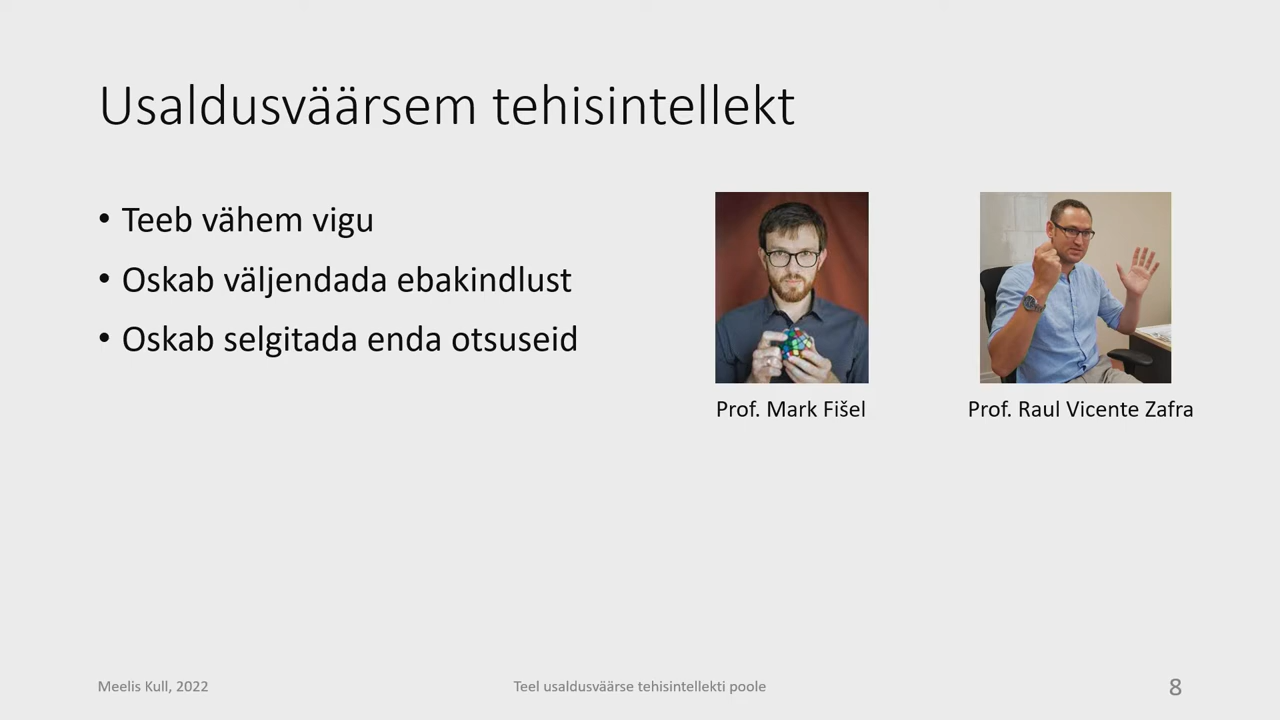 Usaldusväärsem tehisintellekt
• Teeb vähem vigu
• Oskab väljendada ebakindlust
• Oskab selgitada enda otsuseid
Prof. Mark Fišel
Prof. Raul Vicente Zafra
Meelis Kull, 2022
Teel usaldusväärse tehisintellekti poole
8